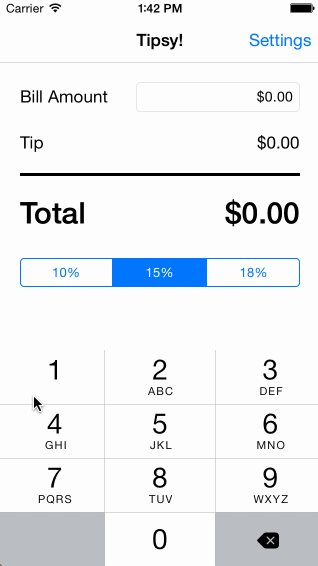 Carrier 1:42 PM
Tipsy! Settings
Bill Amount $0.00
Tip $0.00
Total $0.00
10% 15% 18%
1 2 3
ABC DEF
4 5 6
GHI JKL MNO
7 8 9
PQRS TUV WXYZ
0